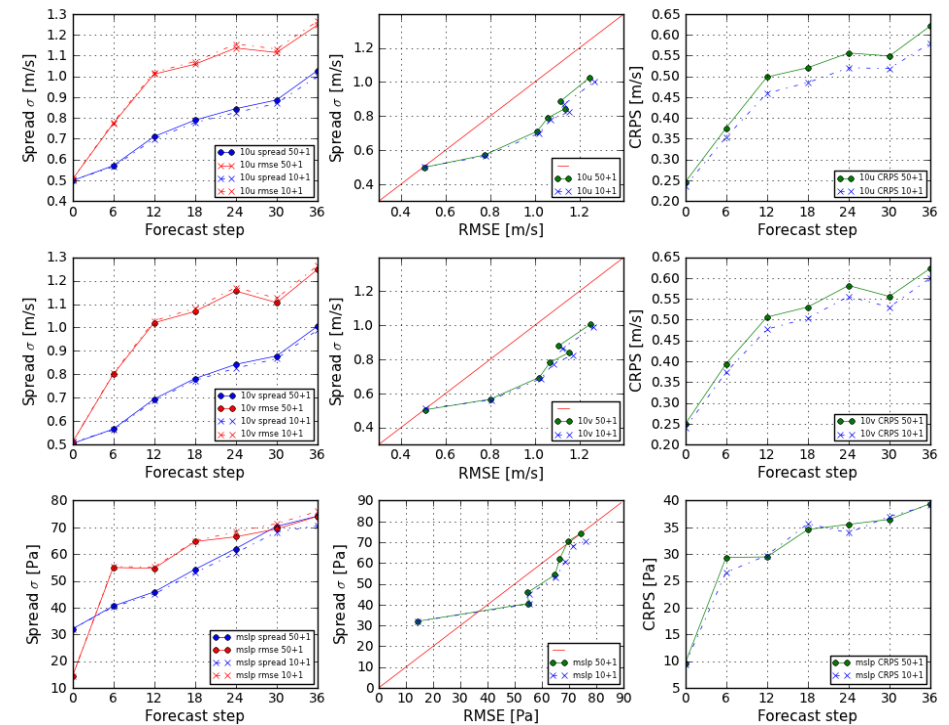 1.5
1.4
1.3
1.2
1.1
1.0
0.9
0.8
0.7
0.6
0.5
0.4
0 6 12 18 24 30 36
Forecast step
Spread σ [m/s]
10u spread 50+1
10u rmse 50+1
10u spread 10+1
10u rmse 10+1
1.2
1.0
0.8
0.6
0.4
0.4 0.6 0.8 1.0 1.2
RMSE [m/s]
Spread σ [m/s]
10u 50+1
10u 10+1
0.65
0.60
0.55
0.50
0.45
0.40
0.35
0.30
0.25
0.20
0 6 12 18 24 30 36
Forecast step
CRPS [m/s]
10u CRPS 50+1
10u CRPS 10+1
1.3
1.2
1.1
1.0
0.9
0.8
0.7
0.6
0.5
0 6 12 18 24 30 36
Forecast step
Spread σ [m/s]
10v spread 50+1
10v rmse 50+1
10v spread 10+1
10v rmse 10+1
1.2
1.0
0.8
0.6
0.4
0.4 0.6 0.8 1.0 1.2
RMSE [m/s]
Spread σ [m/s]
10v 50+1
10v 10+1
0.65
0.60
0.55
0.50
0.45
0.40
0.35
0.30
0.25
0.20
0 6 12 18 24 30 36
Forecast step
CRPS [m/s]
10v CRPS 50+1
10v CRPS 10+1
80
70
60
50
40
30
20
10
0 6 12 18 24 30 36
Forecast step
Spread σ [Pa]
mslp spread 50+1
mslp rmse 50+1
mslp spread 10+1
mslp rmse 10+1
90
80
70
60
50
40
30
20
10
0
0 10 20 30 40 50 60 70 80 90
RMSE [Pa]
Spread σ [Pa]
mslp 50+1
mslp 10+1
40
35
30
25
20
15
10
5
0 6 12 18 24 30 36
Forecast step
CRPS [Pa]
mslp CRPS 50+1
mslp CRPS 10+1